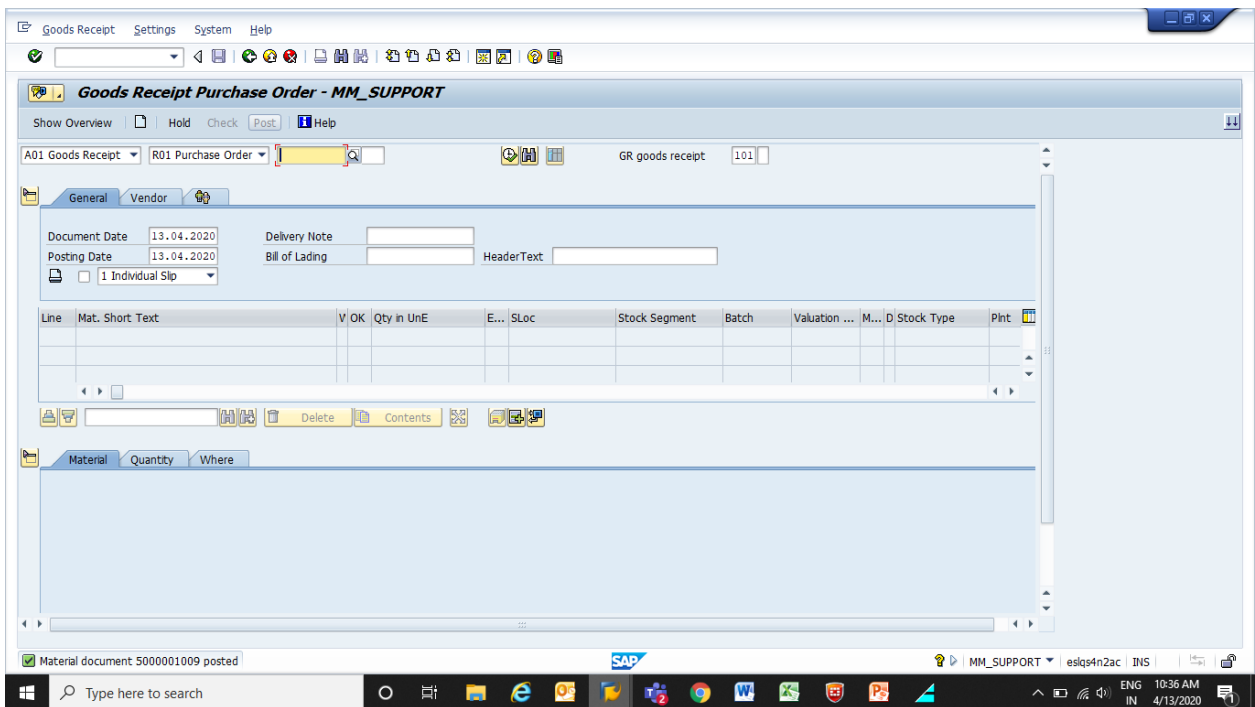 Goods Receipt Settings System Help
Goods Receipt Purchase Order - MM_SUPPORT
Show Overview Hold Check Post Help
A01 Goods Receipt R01 Purchase Order GR goods receipt 101
General Vendor
Document Date 13.04.2020 Delivery Note
Posting Date 13.04.2020 Bill of Lading HeaderText
1 Individual Slip
Line Mat. Short Text V OK Qty in UnE E... SLoc Stock Segment Batch Valuation ... M... D Stock Type Plnt
Delete Contents
Material Quantity Where
Material document 5000001009 posted SAP MM_SUPPORT eslqs4n2ac INS
Type here to search ENG 10:36 AM
IN 4/13/2020